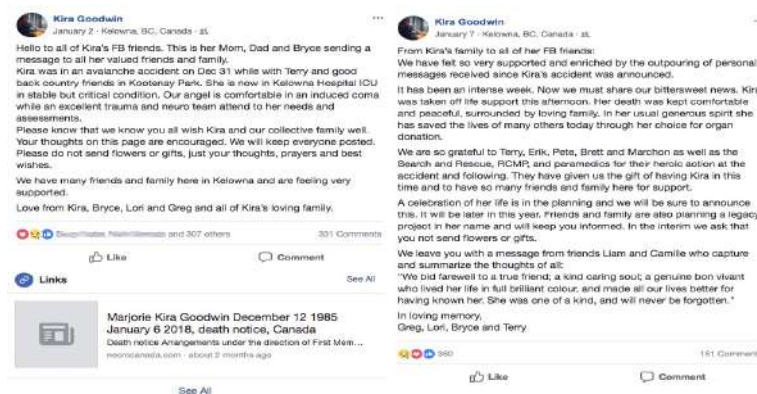 Kira Goodwin
January 2 · Kelowna, BC, Canada ·
Hello to all of Kira's FB friends. This is her Mom, Dad and Bryce sending a
message to all her valued friends and family.
Kira was in an avalanche accident on Dec 31 while with Terry and good
back country friends in Kootenay Park. She is now in Kelowna Hospital ICU
in stable but critical condition. Our angel is comfortable in an induced coma
while an excellent trauma and neuro team attend to her needs and
assessments.
Please know that we know you all wish Kira and our collective family well.
Your thoughts on this page are encouraged. We will keep everyone posted.
Please do not send flowers or gifts, just your thoughts, prayers and best
wishes.
We have many friends and family here in Kelowna and are feeling very
supported.
Love from Kira, Bryce, Lori and Greg and all of Kira's loving family.
and 307 others
301 Comments
Like
Comment
Links
See All
Marjorie Kira Goodwin December 12 1985
January 6 2018, death notice, Canada
Death notice Arrangements under the direction of First Mem...
necrocanada.com · about 2 months ago
See All
Kira Goodwin
January 7 · Kelowna, BC, Canada ·
From Kira's family to all of her FB friends:
We have felt so very supported and enriched by the outpouring of personal
messages received since Kira's accident was announced.
It has been an intense week. Now we must share our bittersweet news. Kira
was taken off life support this afternoon. Her death was kept comfortable
and peaceful, surrounded by loving family. In her usual generous spirit she
has saved the lives of many others today through her choice for organ
donation.
We are so grateful to Terry, Erik, Pete, Brett and Marchon as well as the
Search and Rescue, RCMP, and paramedics for their heroic action at the
accident and following. They have given us the gift of having Kira in this
time and to have so many friends and family here for support.
A celebration of her life is in the planning and we will be sure to announce
this. It will be later in this year. Friends and family are also planning a legacy
project in her name and will keep you informed. In the interim we ask that
you not send flowers or gifts.
We leave you with a message from friends Liam and Camille who capture
and summarize the thoughts of all:
"We bid farewell to a true friend; a kind caring soul; a genuine bon vivant
who lived her life in full brilliant colour, and made all our lives better for
having known her. She was one of a kind, and will never be forgotten."
In loving memory,
Greg, Lori, Bryce and Terry
360
161 Comment
Like
Comment